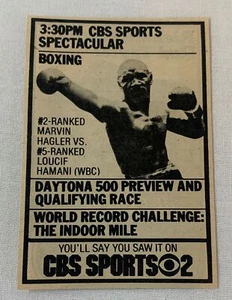 3:30PM CBS SPORTS
SPECTACULAR
BOXING
#2-RANKED
MARVIN
HAGLER VS.
#5-RANKED
LOUCIF
HAMANI (WBC)
DAYTONA 500 PREVIEW AND
QUALIFYING RACE
WORLD RECORD CHALLENGE:
THE INDOOR MILE
YOU'LL SAY YOU SAW IT ON
CBS SPORTS 2